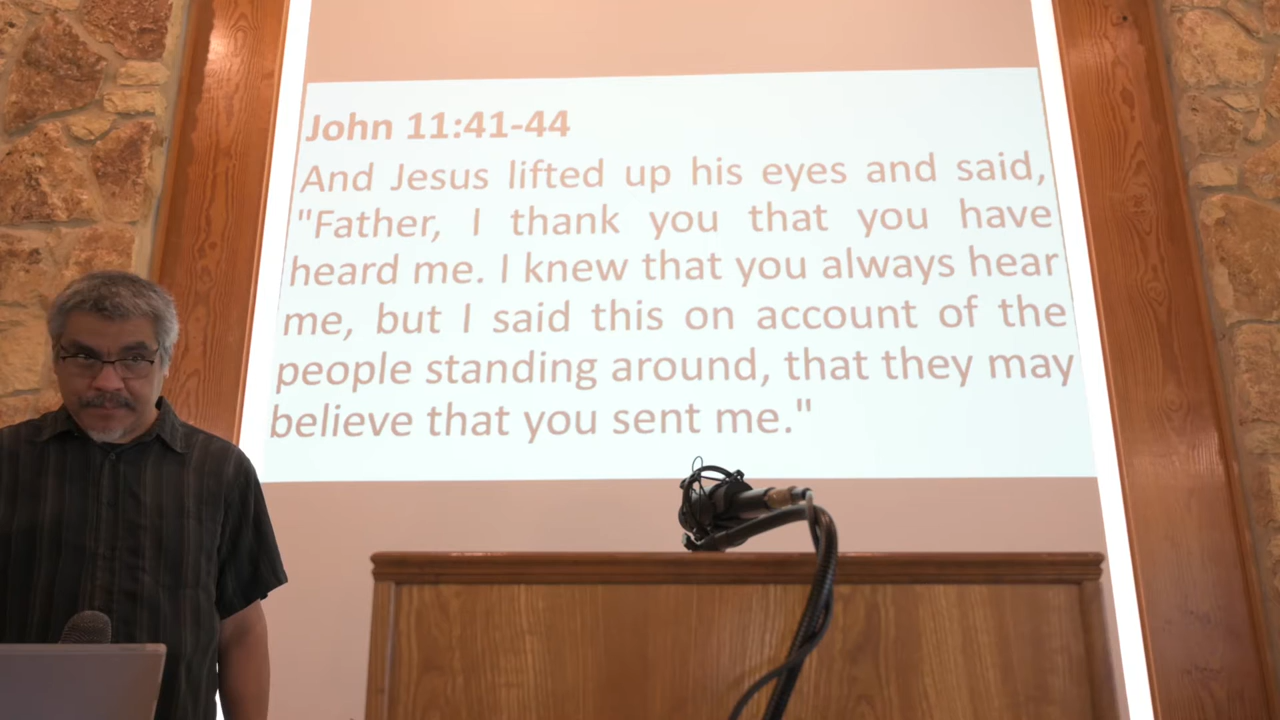 John 11:41-44
And Jesus lifted up his eyes and said,
"Father, I thank you that you have
heard me. I knew that you always hear
me, but I said this on account of the
people standing around, that they may
believe that you sent me."